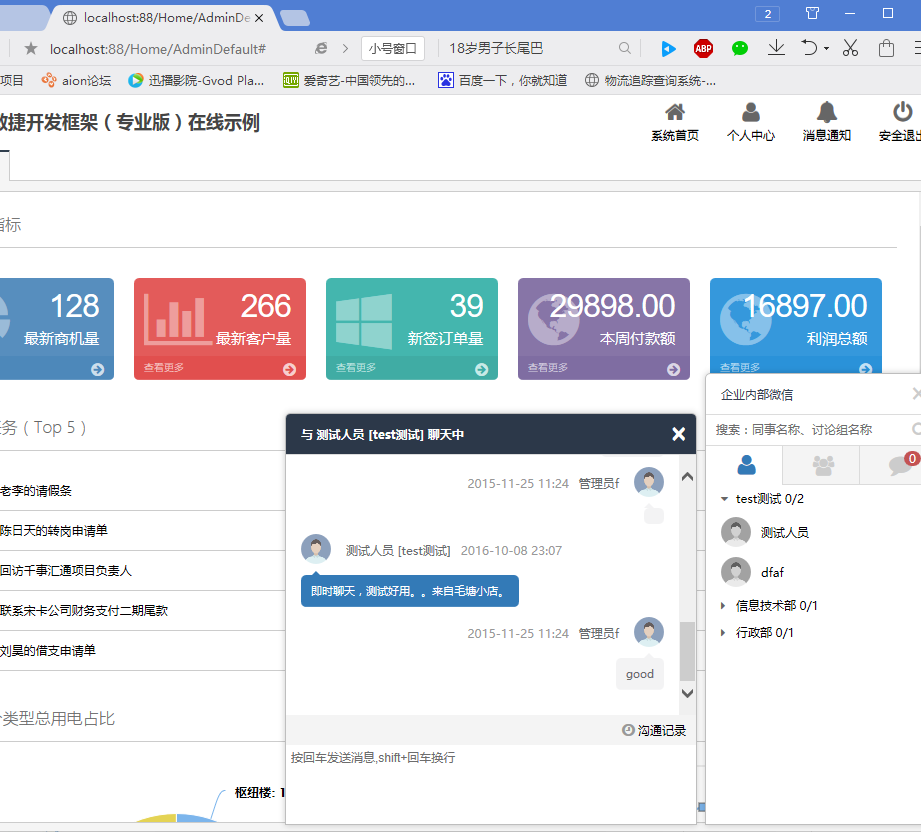 localhost:88/Home/AdminDe
2
localhost:88/Home/AdminDefault#
小号窗口
18岁男子长尾巴
ABP
项目
aion论坛
迅播影院-Gvod Pla...
爱奇艺-中国领先的...
百度一下，你就知道
物流追踪查询系统-...
敏捷开发框架（专业版）在线示例
系统首页
个人中心
消息通知
安全退出
指标
128
最新商机量
266
最新客户量
查看更多
39
新签订单量
查看更多
29898.00
本周付款额
查看更多
16897.00
利润总额
查看更多
务（Top 5）
老李的请假条
陈日天的转岗申请单
回访千事汇通项目负责人
联系宋卡公司财务支付二期尾款
刘昊的借支申请单
类型总用电占比
枢纽楼: 1
与 测试人员 [test测试] 聊天中
2015-11-25 11:24 管理员f
测试人员 [test测试] 2016-10-08 23:07
即时聊天，测试好用。。来自毛塘小店。
2015-11-25 11:24 管理员f
good
沟通记录
按回车发送消息,shift+回车换行
企业内部微信
搜索：同事名称、讨论组名称
0
test测试 0/2
测试人员
dfaf
信息技术部 0/1
行政部 0/1